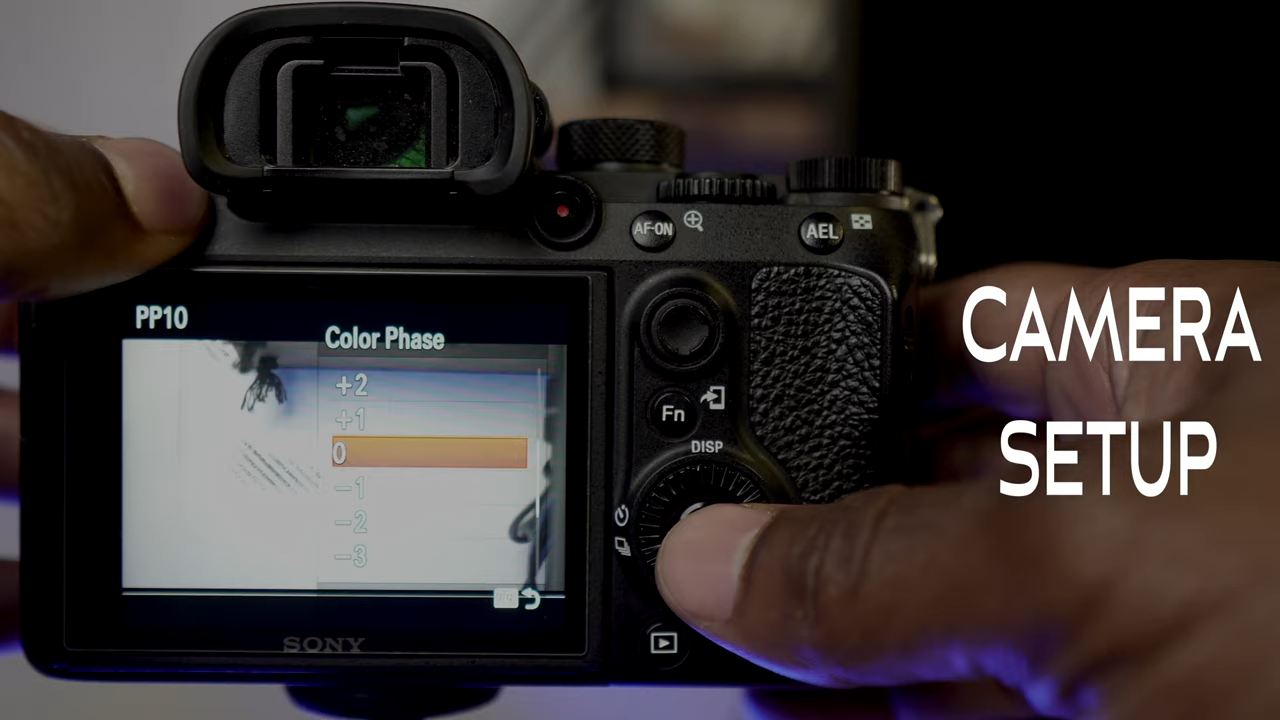 AF-ON
AEL
PP10
Color Phase
+2
+1
0
−1
−2
−3
Fn
DISP
SONY
CAMERA
SETUP